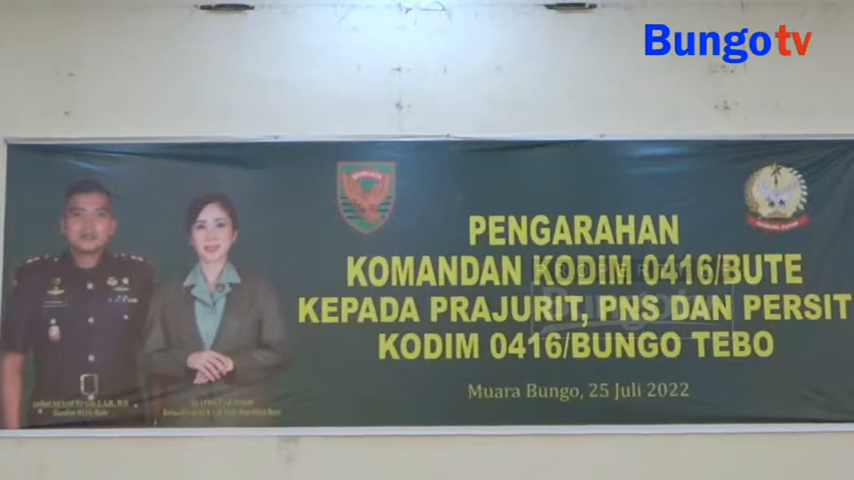 Bungotv
PENGARAHAN
KOMANDAN KODIM 0416/BUTE
KEPADA PRAJURIT, PNS DAN PERSIT
KODIM 0416/BUNGO TEBO
Muara Bungo, 25 Juli 2022